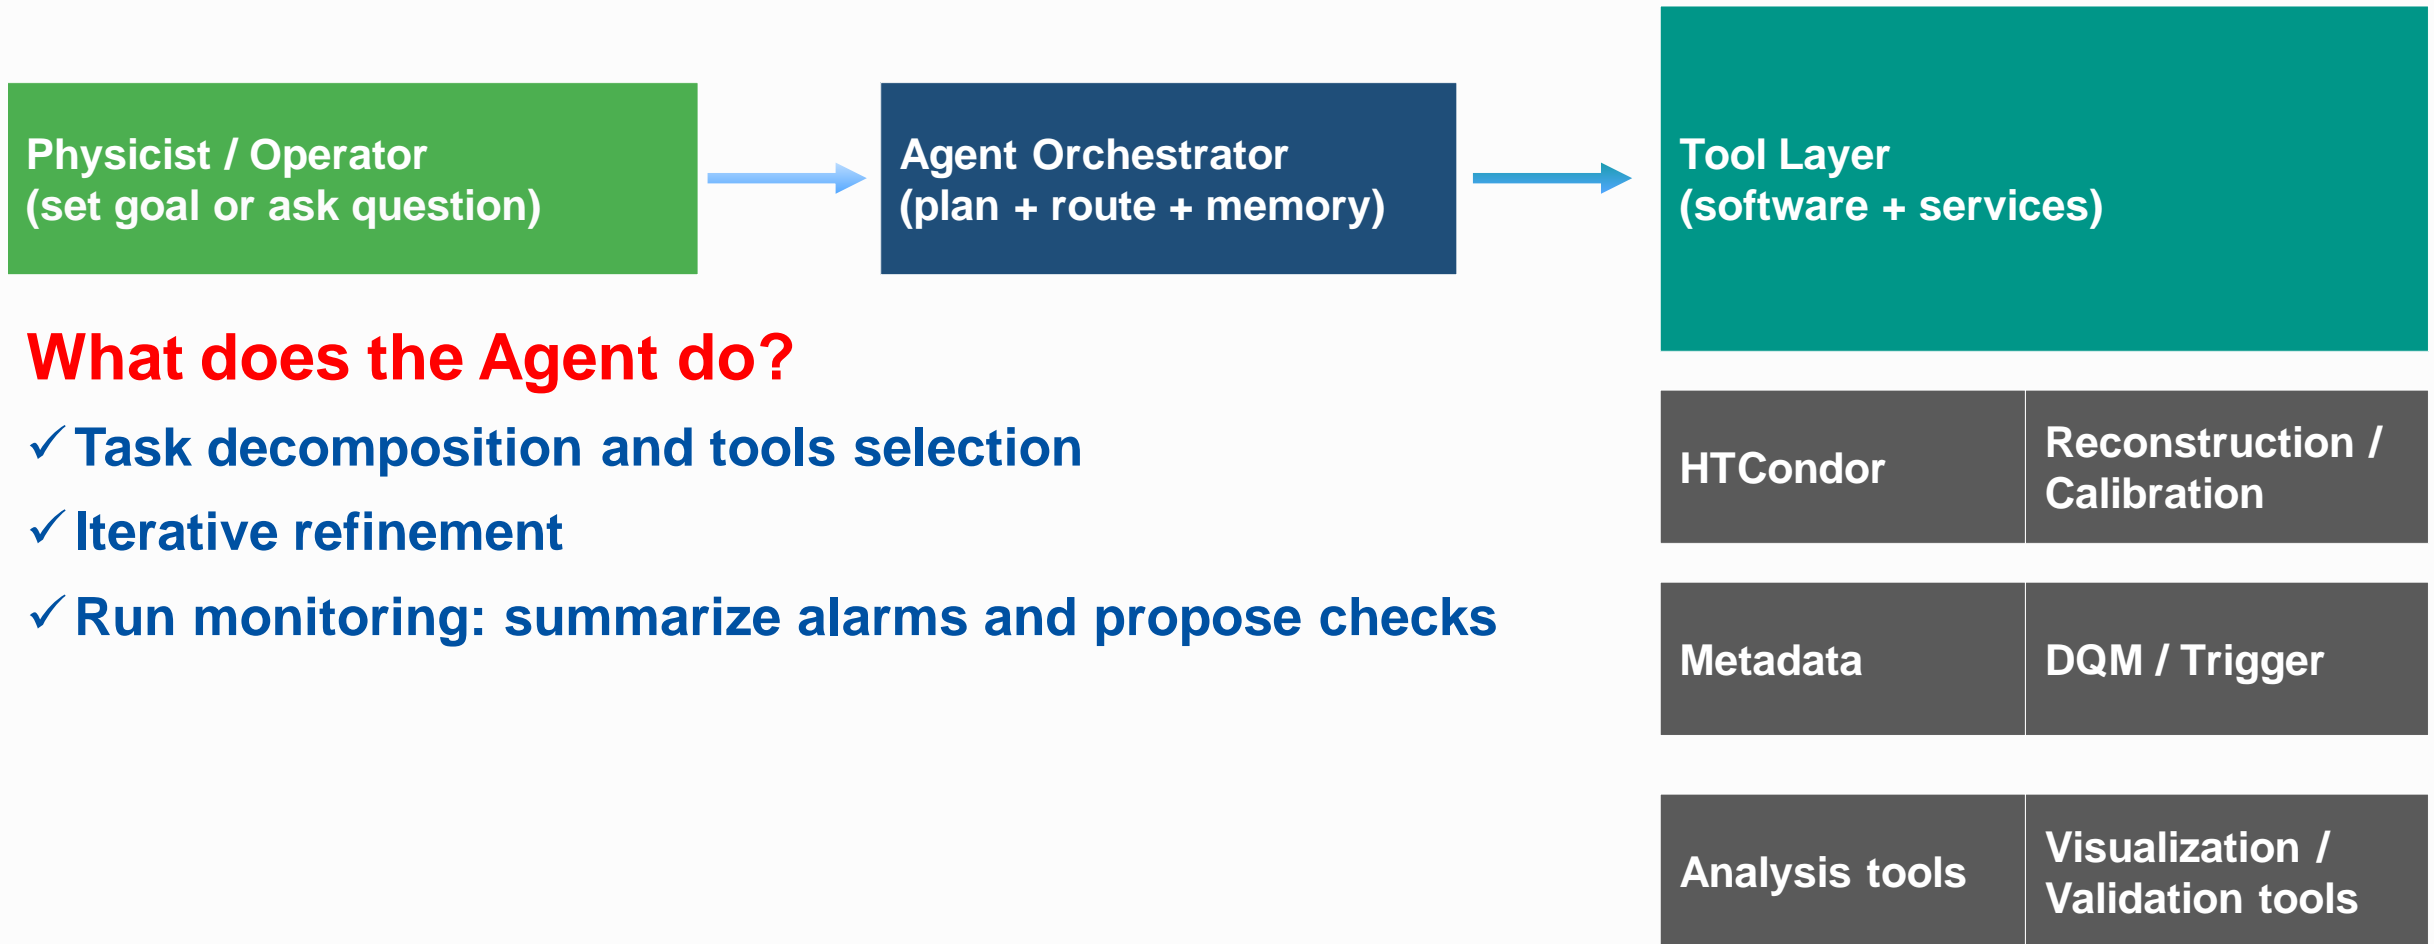 Physicist / Operator
(set goal or ask question)
Agent Orchestrator
(plan + route + memory)
Tool Layer
(software + services)
What does the Agent do?
✓ Task decomposition and tools selection
✓ Iterative refinement
✓ Run monitoring: summarize alarms and propose checks
HTCondor
Reconstruction /
Calibration
Metadata
DQM / Trigger
Analysis tools
Visualization /
Validation tools